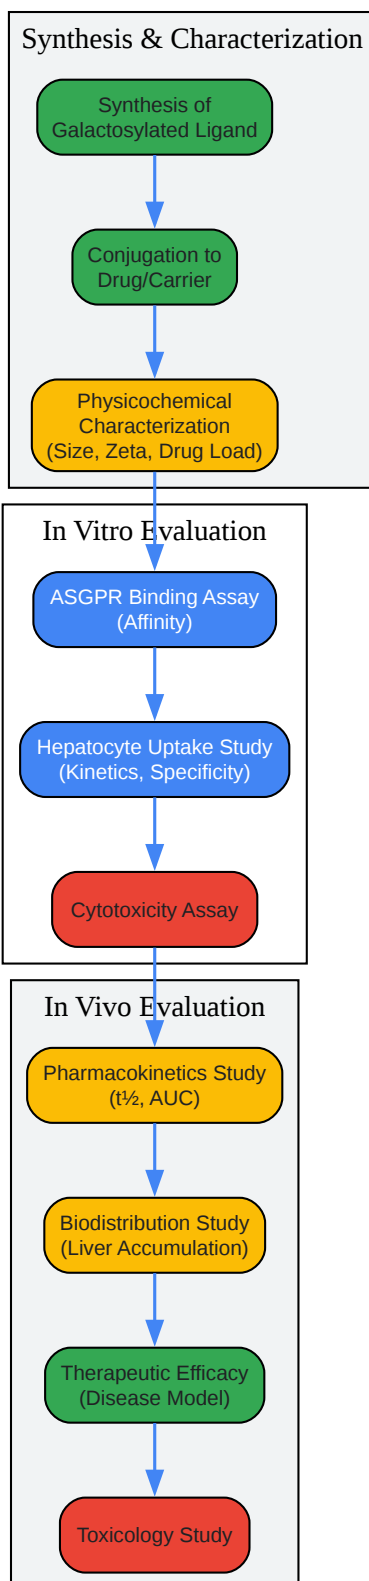 Synthesis & Characterization
Synthesis of
Galactosylated Ligand
Conjugation to
Drug/Carrier
Physicochemical
Characterization
(Size, Zeta, Drug Load)
In Vitro Evaluation
ASGPR Binding Assay
(Affinity)
Hepatocyte Uptake Study
(Kinetics, Specificity)
Cytotoxicity Assay
In Vivo Evaluation
Pharmacokinetics Study
(t½, AUC)
Biodistribution Study
(Liver Accumulation)
Therapeutic Efficacy
(Disease Model)
Toxicology Study